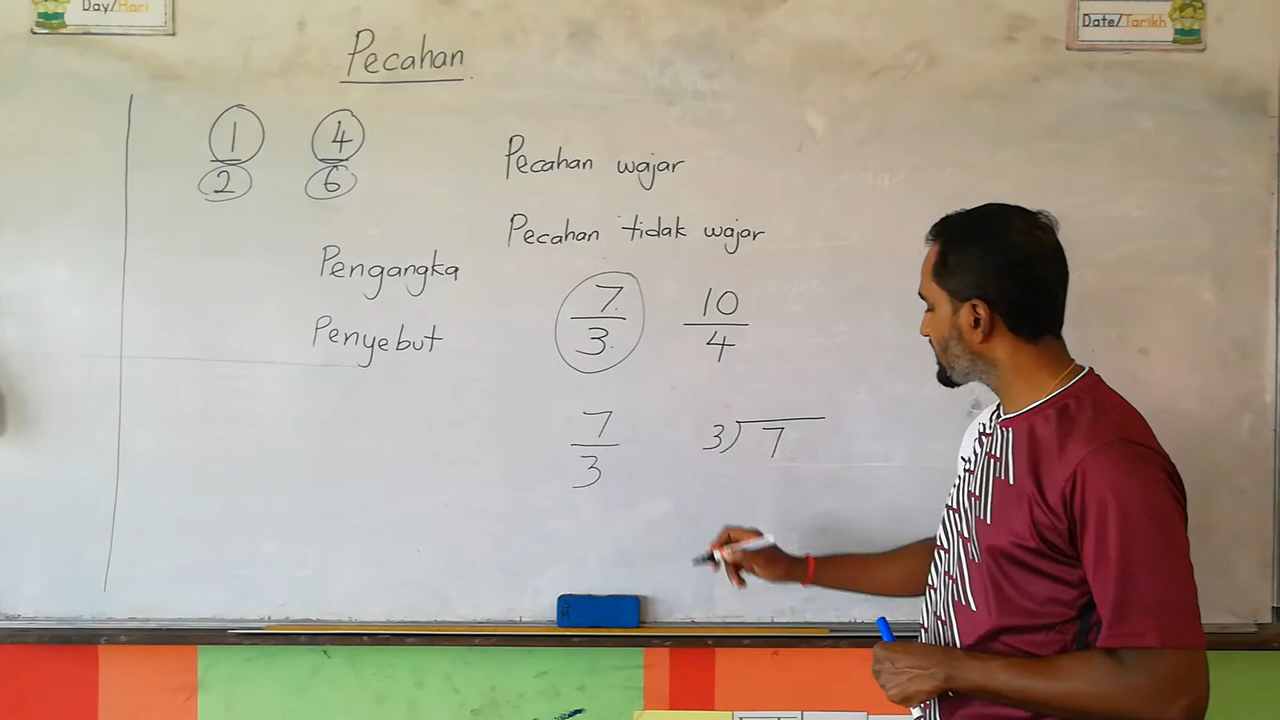 Day/Hari
Date/Tarikh
Pecahan
1 4
2 6
Pecahan wajar
Pecahan tidak wajar
Pengangka
Penyebut
7 10
3 4
7
3
3) 7